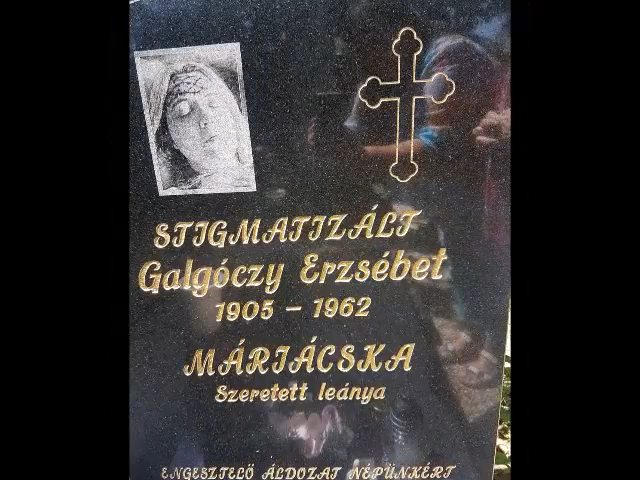 STIGMATIZÁLT
Galgóczy Erzsébet
1905 – 1962
MÁRIÁCSKA
Szeretett leánya
ENGESZTELŐ ÁLDOZAT NÉPÜNKÉRT